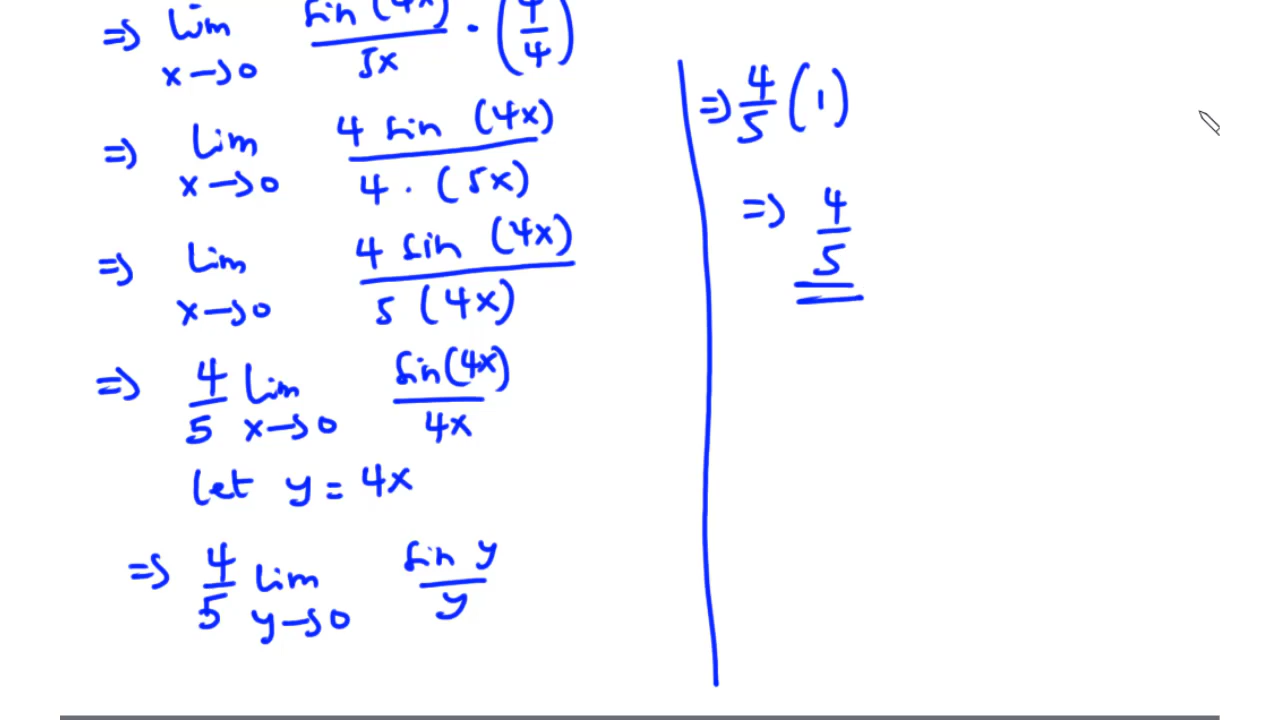 ⇒ lim x→0 sin (4x)/5x · (4/4)
⇒ lim x→0 4 sin (4x)/4 · (5x)
⇒ lim x→0 4 sin (4x)/5 (4x)
⇒ 4/5 lim x→0 sin(4x)/4x
let y = 4x
⇒ 4/5 lim y→0 sin y/y
⇒ 4/5 (1)
⇒ 4/5